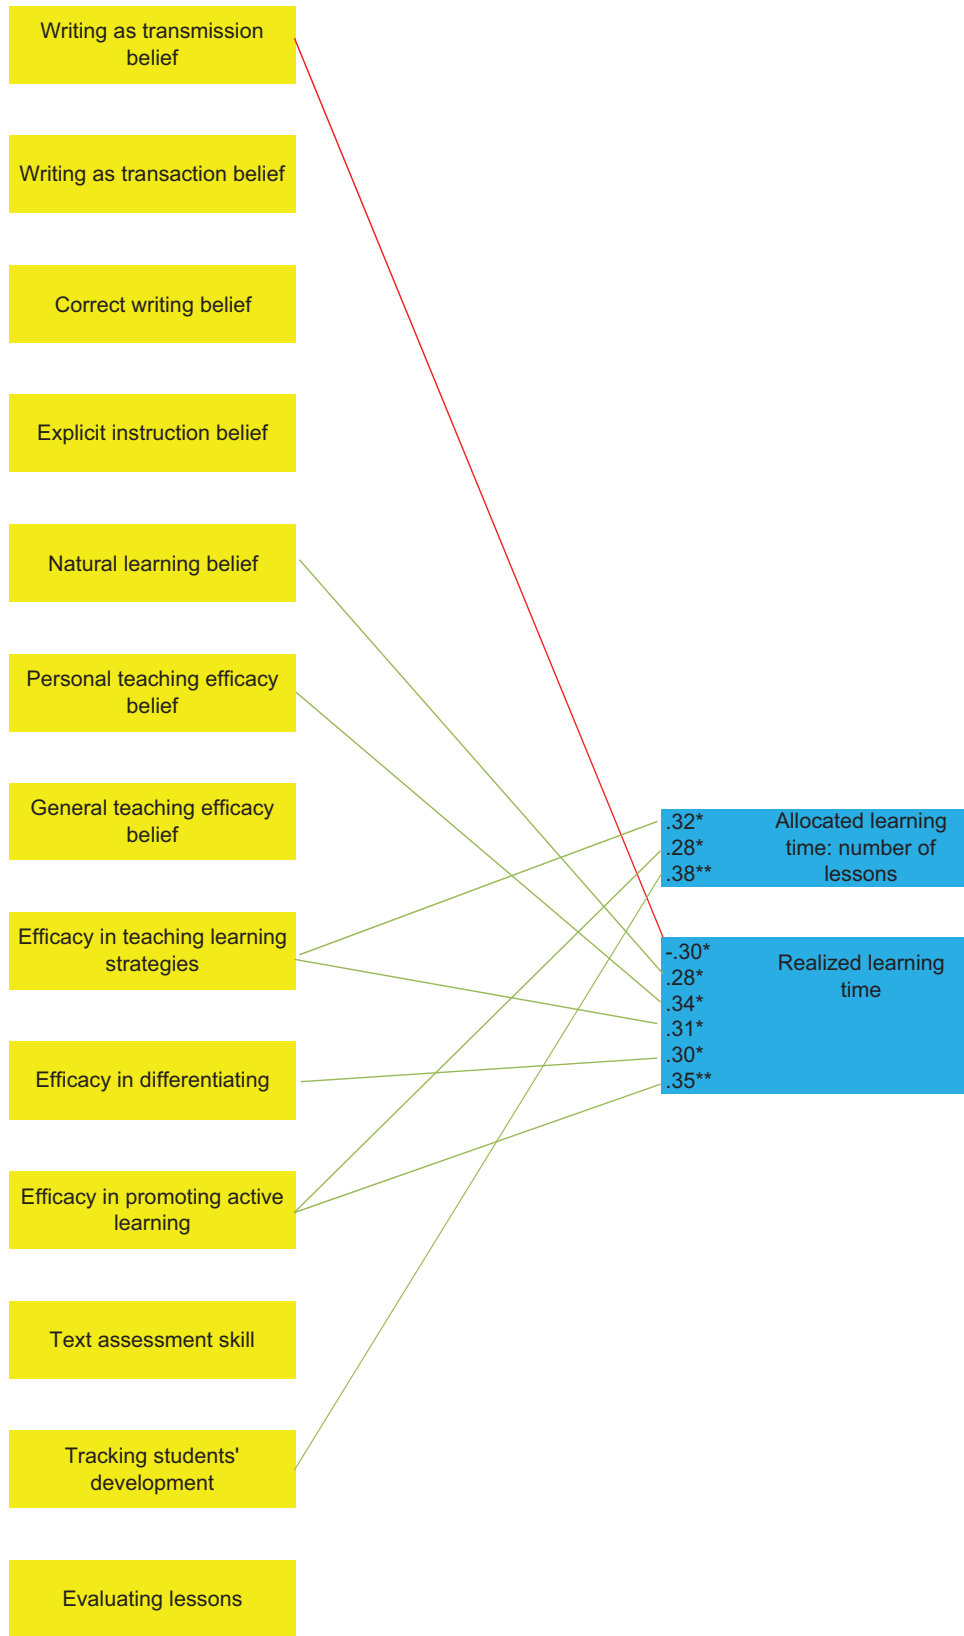 Writing as transmission
belief
Writing as transaction belief
Correct writing belief
Explicit instruction belief
Natural learning belief
Personal teaching efficacy
belief
General teaching efficacy
belief
Efficacy in teaching learning
strategies
Efficacy in differentiating
Efficacy in promoting active
learning
Text assessment skill
Tracking students'
development
Evaluating lessons
.32*
.28*
.38**
Allocated learning
time: number of
lessons
-.30*
.28*
.34*
.31*
.30*
.35**
Realized learning
time